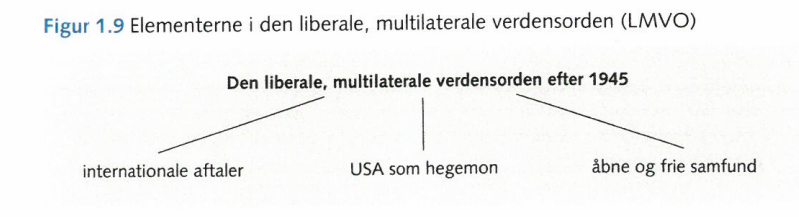 Figur 1.9 Elementerne i den liberale, multilaterale verdensorden (LMVO)
Den liberale, multilaterale verdensorden efter 1945
internationale aftaler
USA som hegemon
åbne og frie samfund